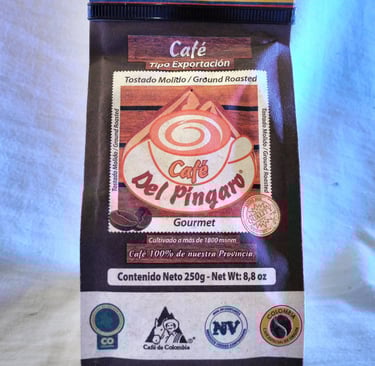 Café
Tipo Exportación
Tostado Molido / Ground Roasted
Tostado Molido / Ground Roasted
Tostado Molido / Ground Roasted
Café
Del Píngaro
Gourmet
Cultivado a más de 1800 msnm
Café 100% de nuestra Provincia
Contenido Neto 250g - Net Wt: 8,8 oz
CO
Café de Colombia
NV
COLOMBIA